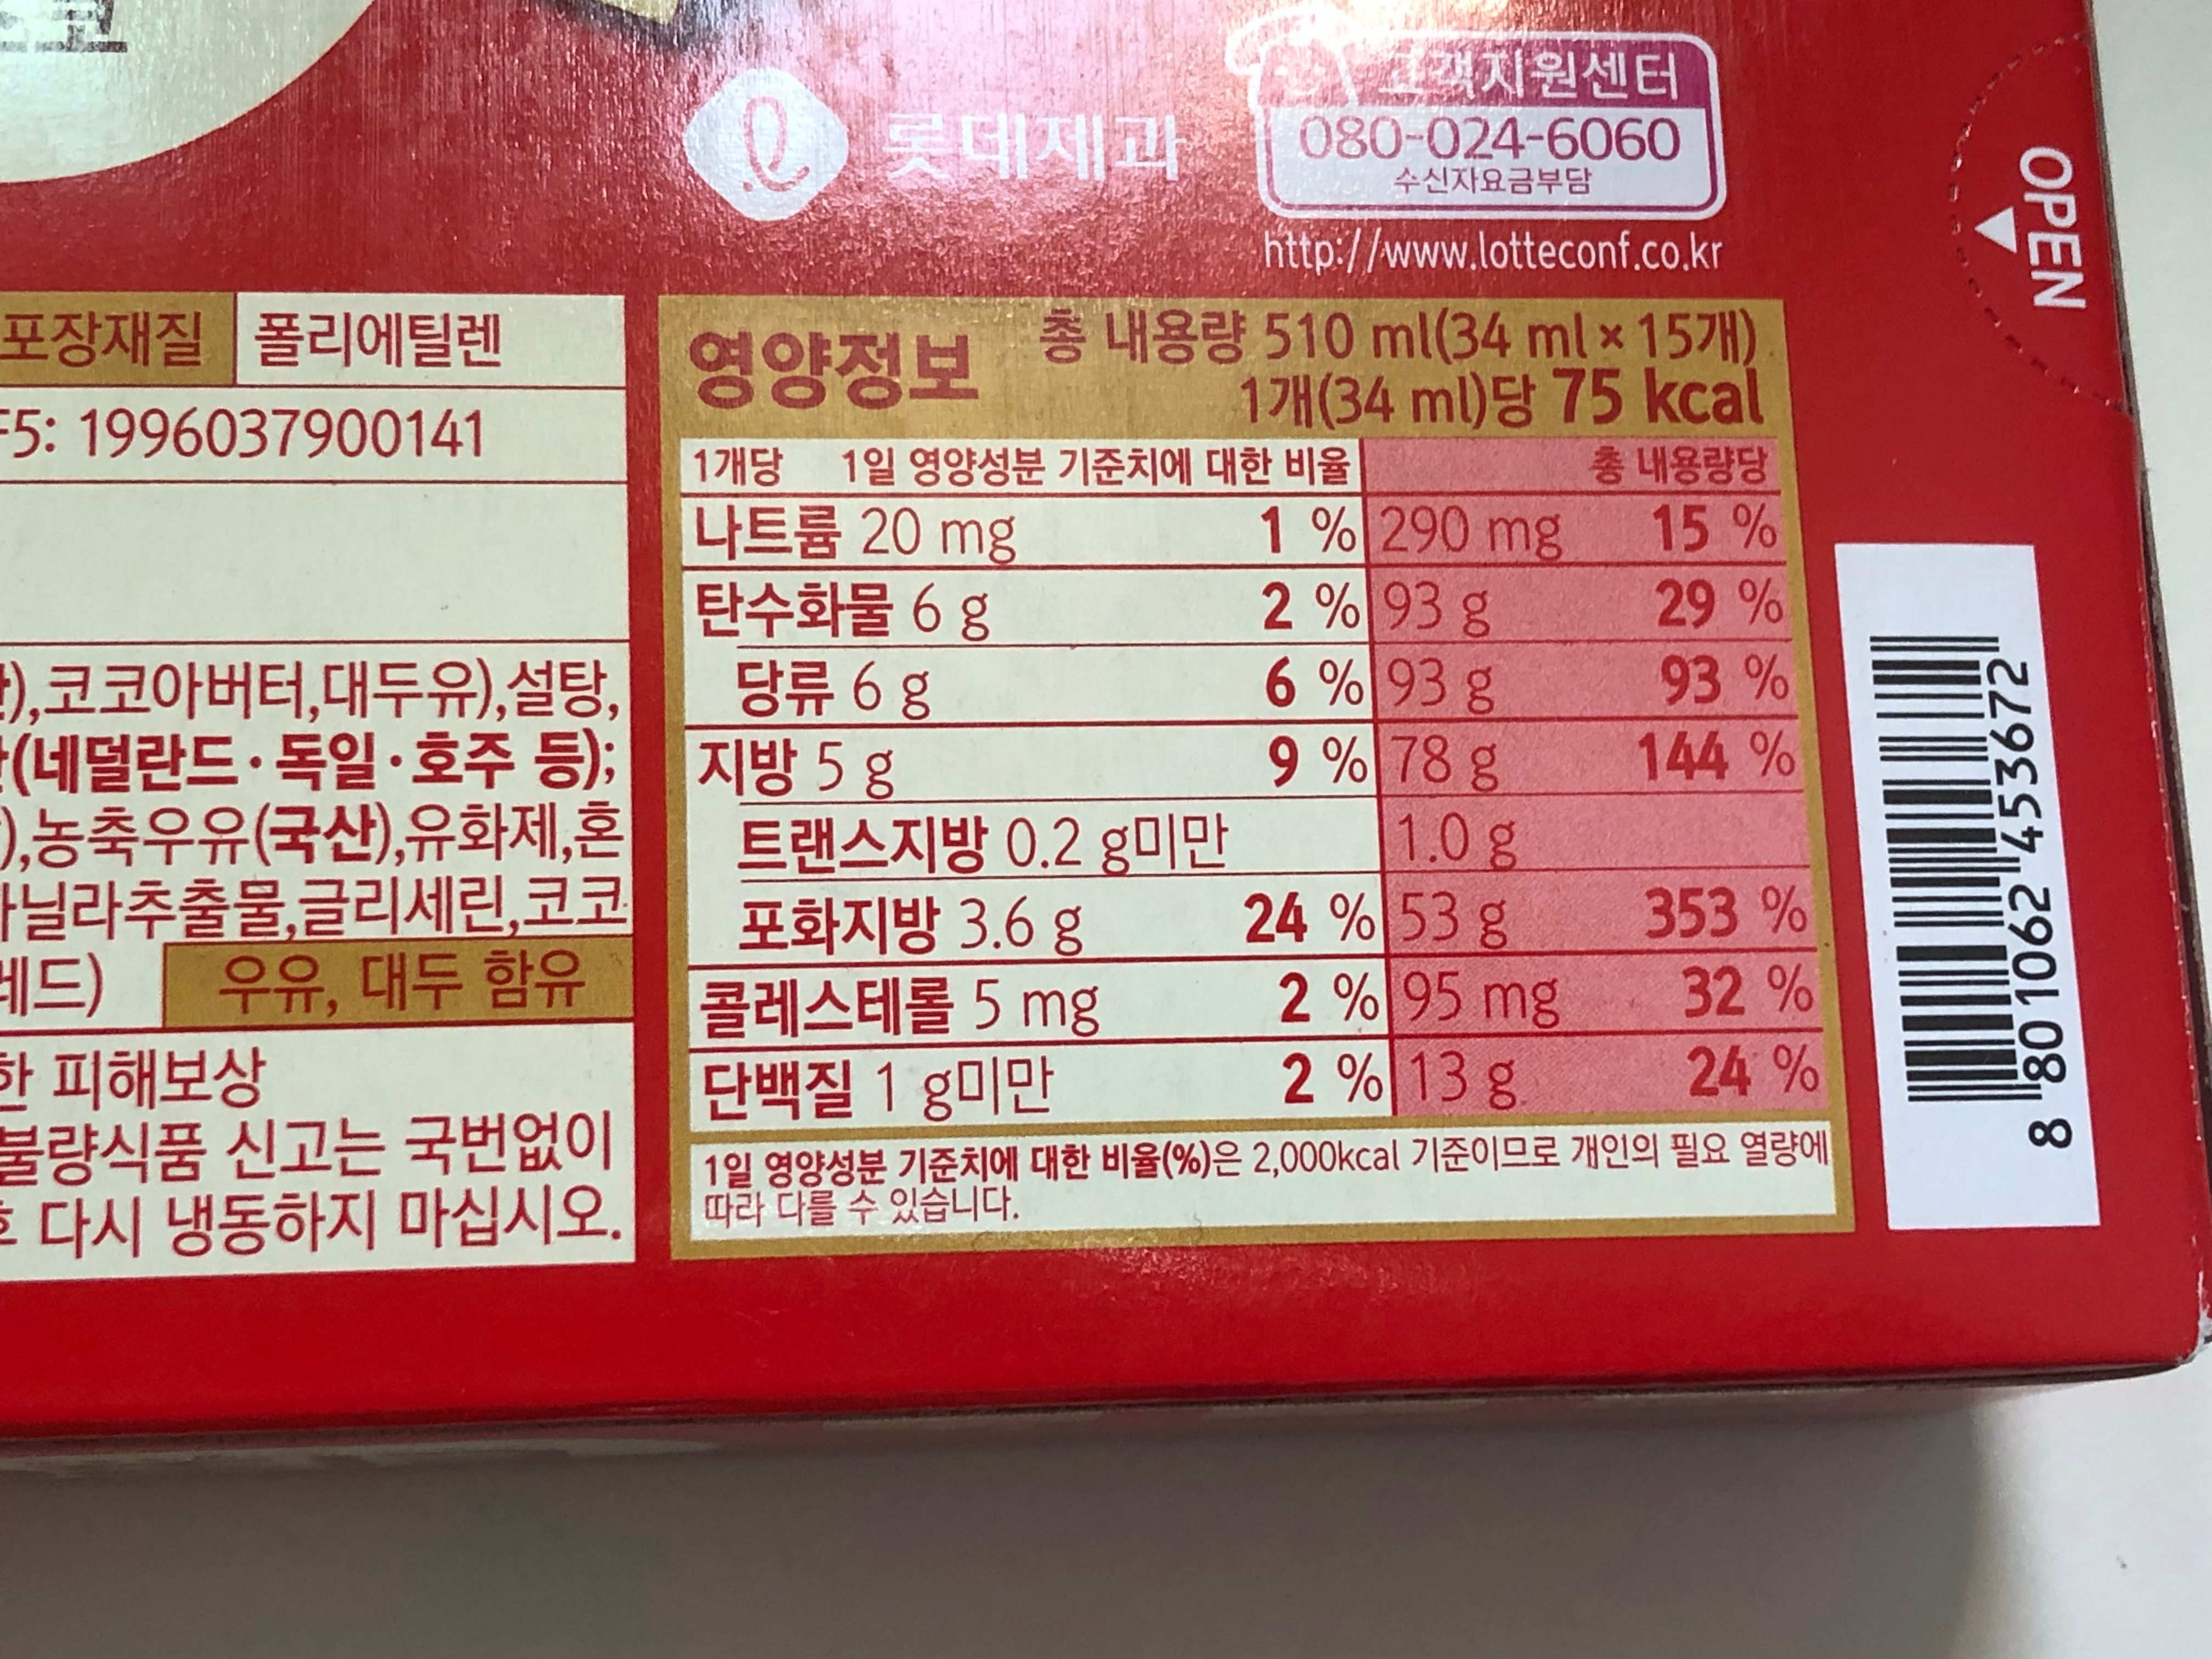 롯데제과
고객지원센터
080-024-6060
수신자요금부담
http://www.lotteconf.co.kr
OPEN
포장재질 폴리에틸렌
F5: 1996037900141
코코아버터,대두유),설탕,
(네덜란드·독일·호주 등);
),농축우유(국산),유화제,혼
바닐라추출물,글리세린,코코
레드) 우유, 대두 함유
한 피해보상
불량식품 신고는 국번없이
다시 냉동하지 마십시오.
영양정보 총 내용량 510 ml(34 ml × 15개)
1개(34 ml)당 75 kcal
1개당 1일 영양성분 기준치에 대한 비율 총 내용량당
나트륨 20 mg 1 % 290 mg 15 %
탄수화물 6 g 2 % 93 g 29 %
당류 6 g 6 % 93 g 93 %
지방 5 g 9 % 78 g 144 %
트랜스지방 0.2 g미만 1.0 g
포화지방 3.6 g 24 % 53 g 353 %
콜레스테롤 5 mg 2 % 95 mg 32 %
단백질 1 g미만 2 % 13 g 24 %
1일 영양성분 기준치에 대한 비율(%)은 2,000kcal 기준이므로 개인의 필요 열량에
따라 다를 수 있습니다.
8 801062 453672